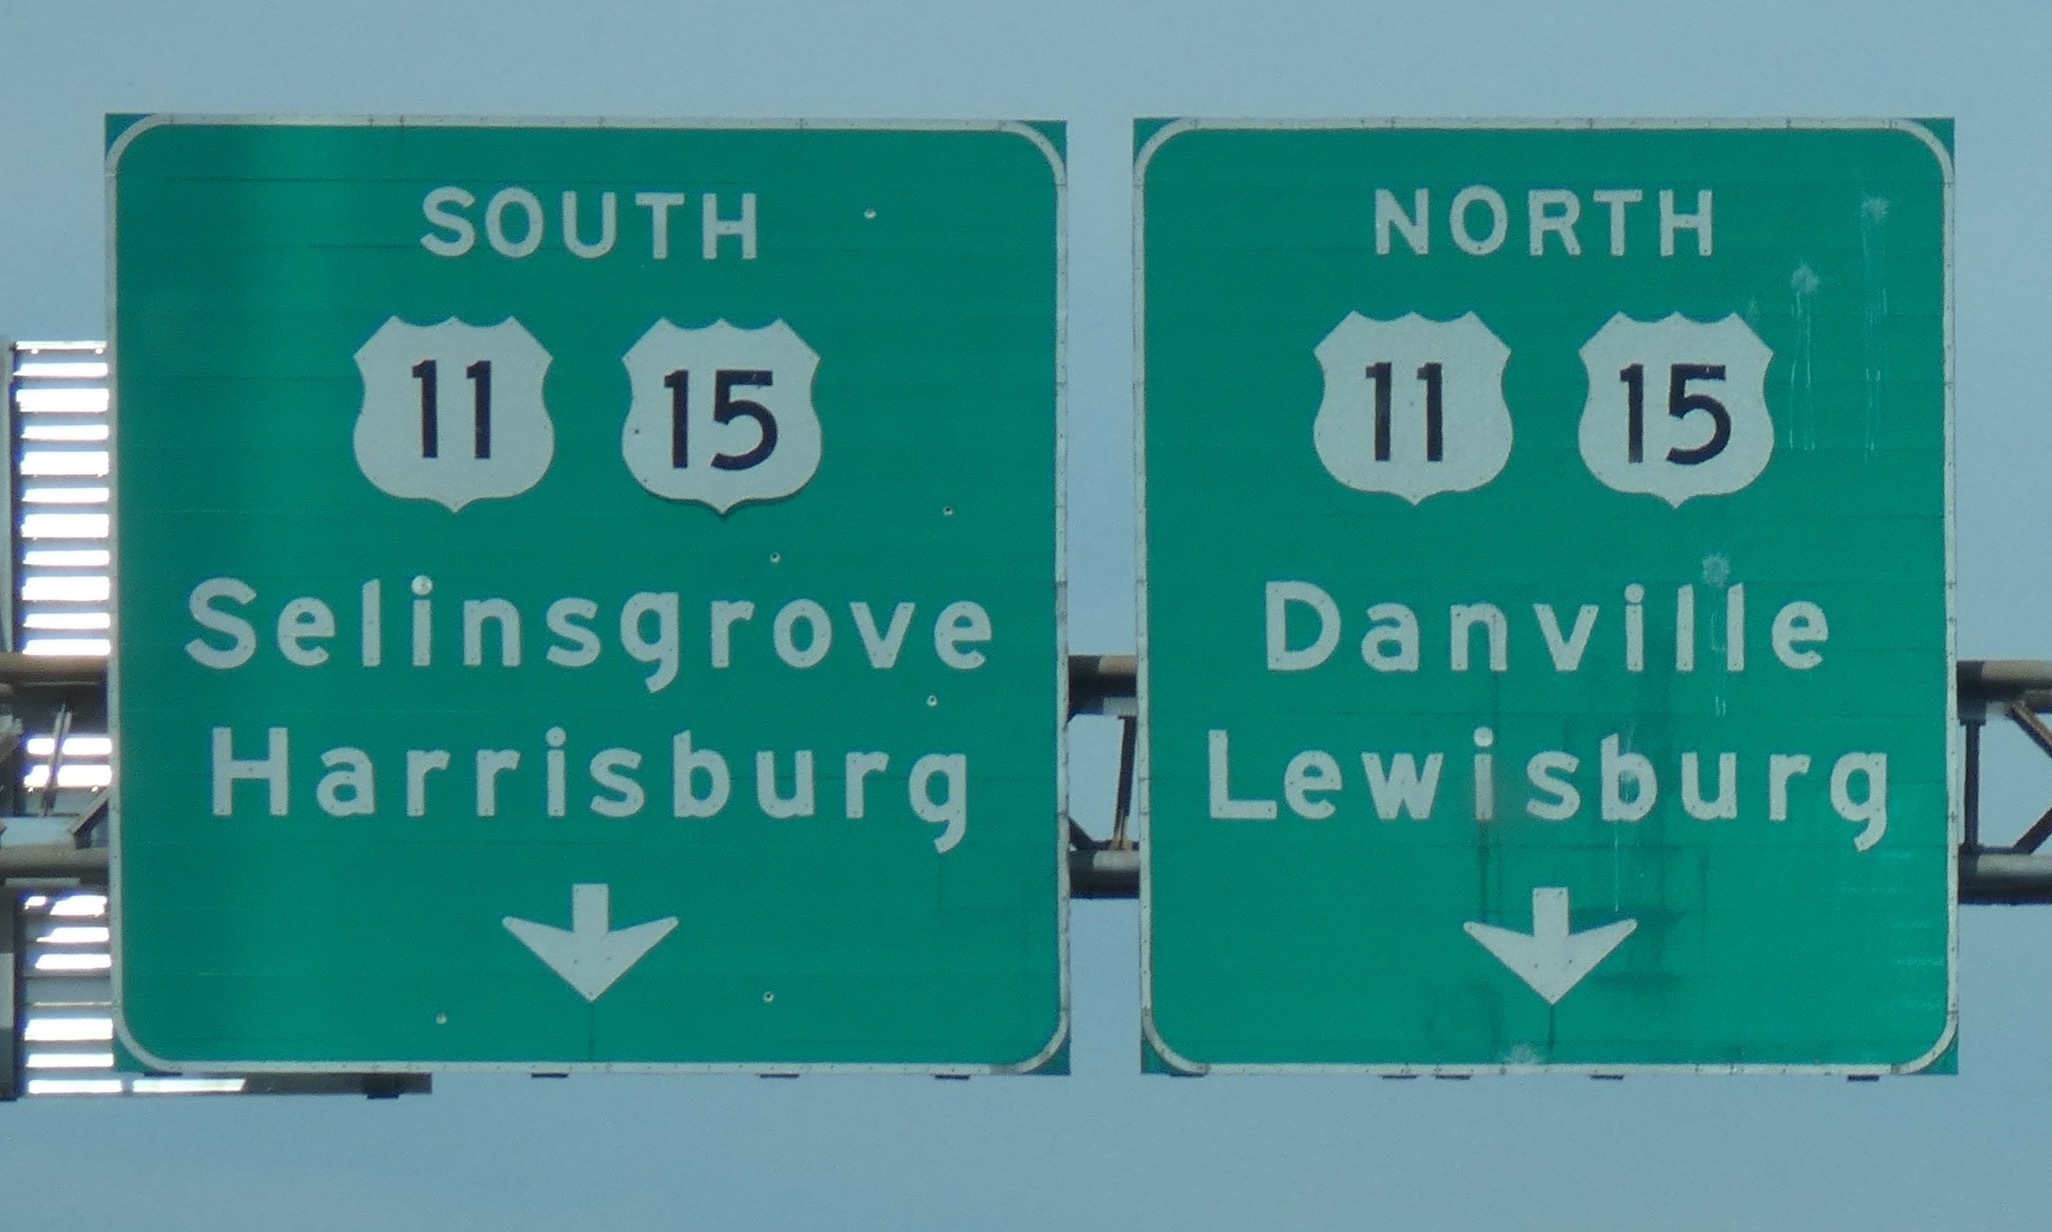 SOUTH
11 15
Selinsgrove
Harrisburg
NORTH
11 15
Danville
Lewisburg